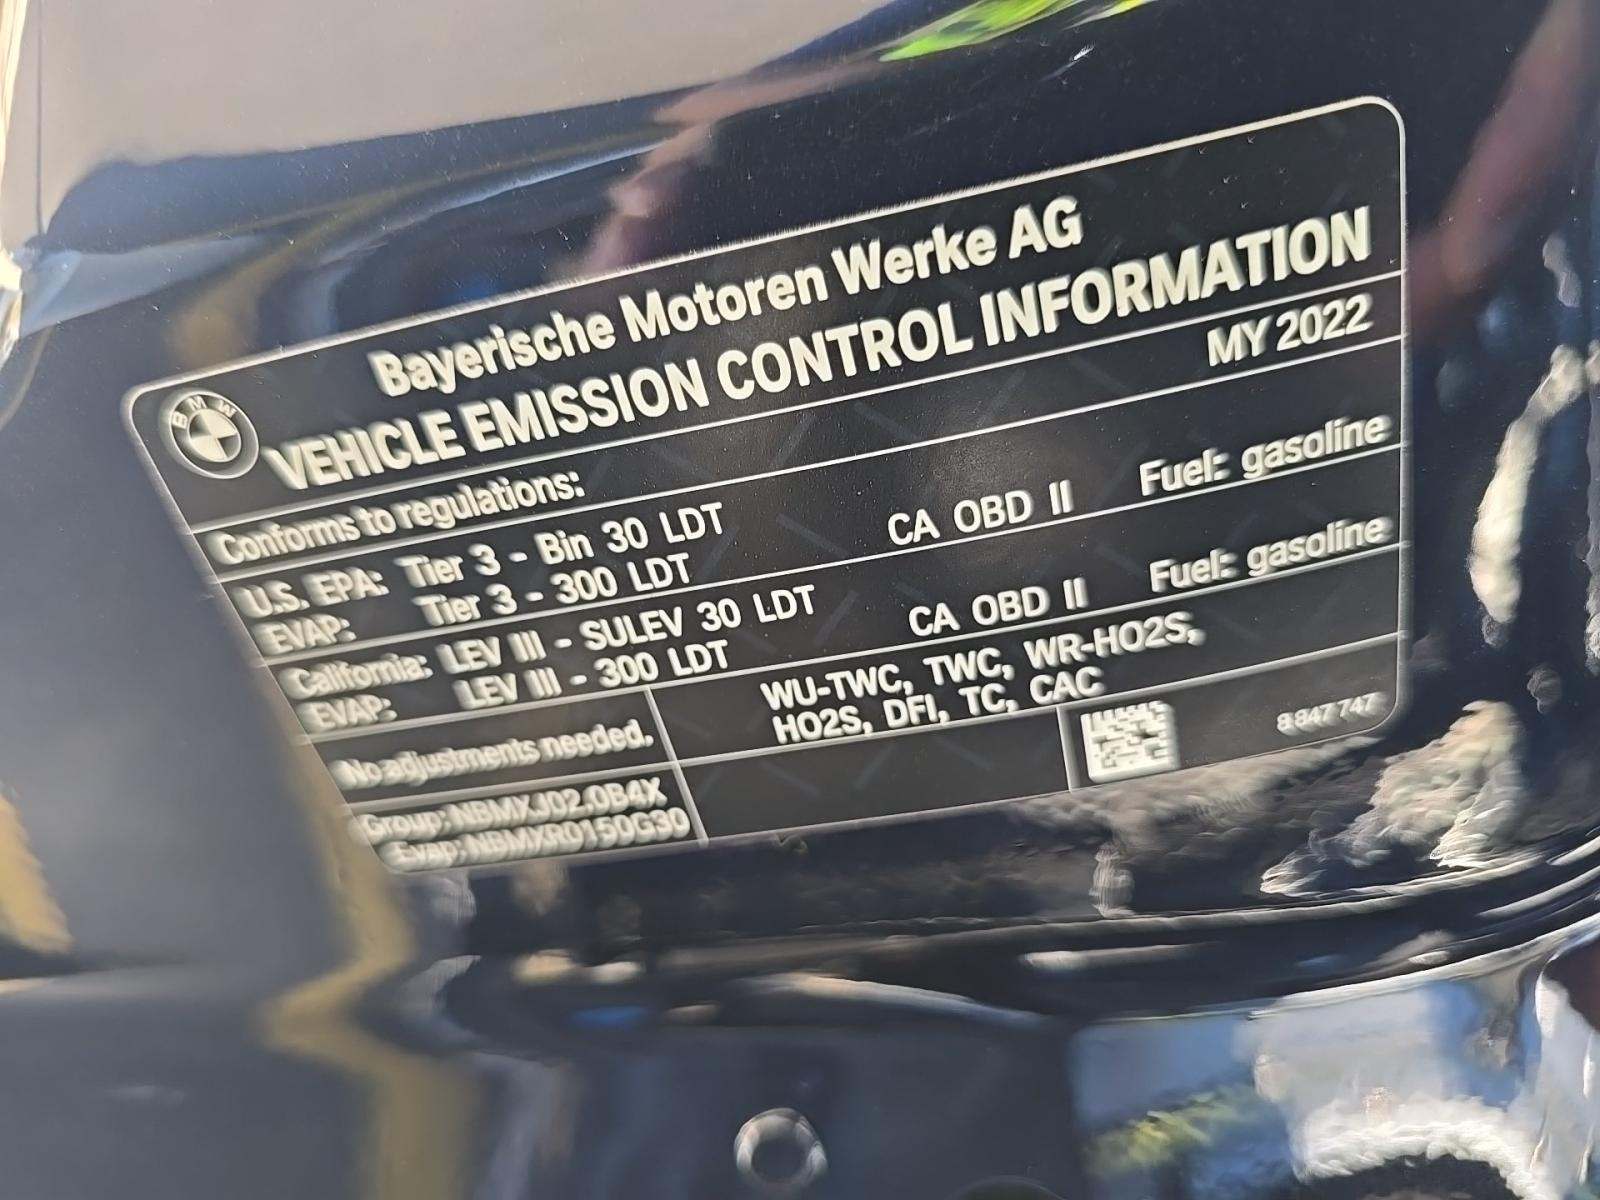 Bayerische Motoren Werke AG
BMW
VEHICLE EMISSION CONTROL INFORMATION
Conforms to regulations: MY 2022
U.S. EPA: Tier 3 - Bin 30 LDT CA OBD II Fuel: gasoline
EVAP: Tier 3 - 300 LDT
California: LEV III - SULEV 30 LDT CA OBD II Fuel: gasoline
EVAP: LEV III - 300 LDT
No adjustments needed.
WU-TWC, TWC, WR-HO2S,
HO2S, DFI, TC, CAC
Group: NBMXJ02.0B4X
Evap: NBMXR0150G30
8 847 747